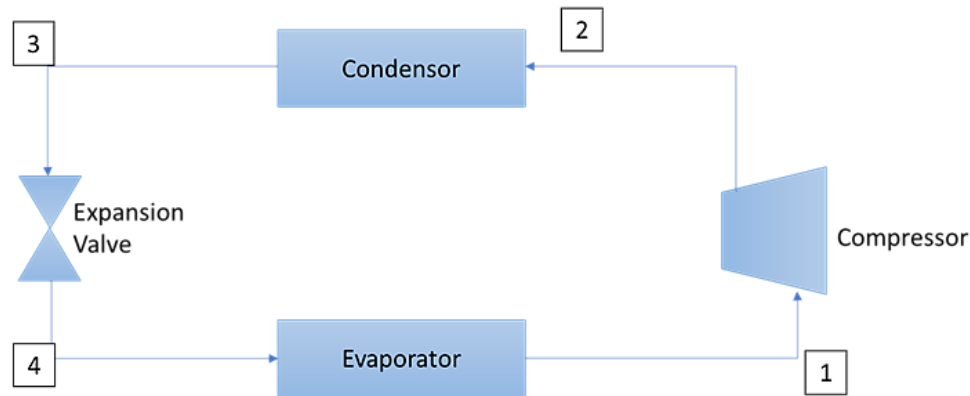 3
2
Condensor
Expansion
Valve
Compressor
4
Evaporator
1